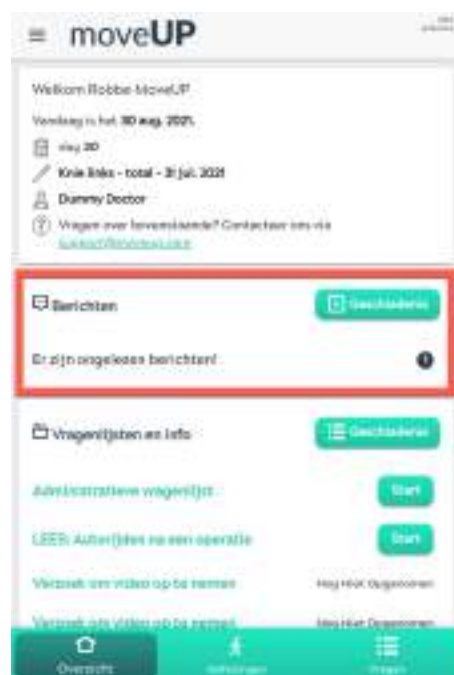 moveUP
Welkom Robbe MoveUP
Vandaag is het 30 aug. 2021.
dag 30
Knie links - total - 31 jul. 2021
Dummy Doctor
Vragen over bovenstaande? Contacteer ons via
Berichten
Geschiedenis
Er zijn ongelezen berichten!
Vragenlijsten en info
Geschiedenis
Administratieve vragenlijst
Start
LEES: Autorijden na een operatie
Start
Verzoek om video op te nemen
Nog Niet Opgenomen
Verzoek om video op te nemen
Nog Niet Opgenomen
Overzicht
Vragen